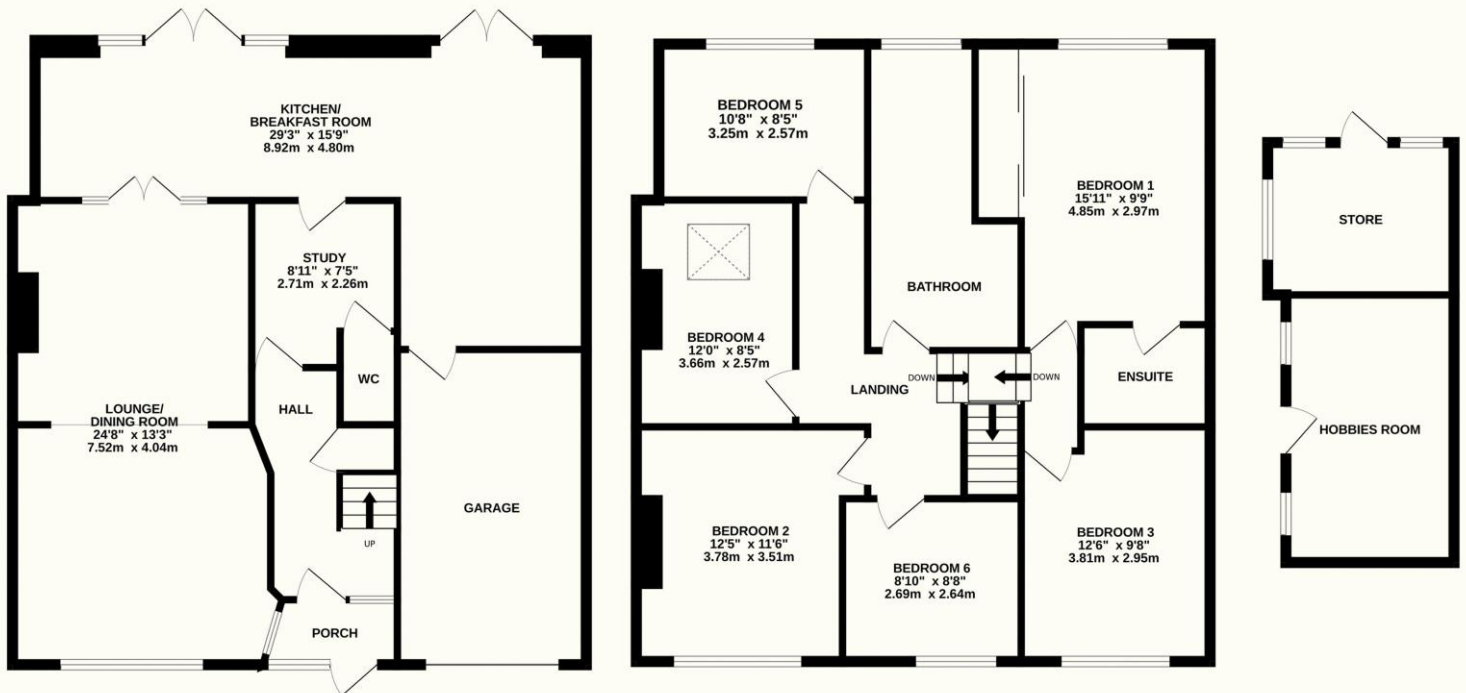 KITCHEN/
BREAKFAST ROOM
29'3" x 15'9"
8.92m x 4.80m
STUDY
8'11" x 7'5"
2.71m x 2.26m
WC
HALL
LOUNGE/
DINING ROOM
24'8" x 13'3"
7.52m x 4.04m
UP
GARAGE
PORCH
BEDROOM 5
10'8" x 8'5"
3.25m x 2.57m
BEDROOM 1
15'11" x 9'9"
4.85m x 2.97m
BATHROOM
BEDROOM 4
12'0" x 8'5"
3.66m x 2.57m
LANDING
DOWN
DOWN
ENSUITE
BEDROOM 2
12'5" x 11'6"
3.78m x 3.51m
BEDROOM 6
8'10" x 8'8"
2.69m x 2.64m
BEDROOM 3
12'6" x 9'8"
3.81m x 2.95m
STORE
HOBBIES ROOM